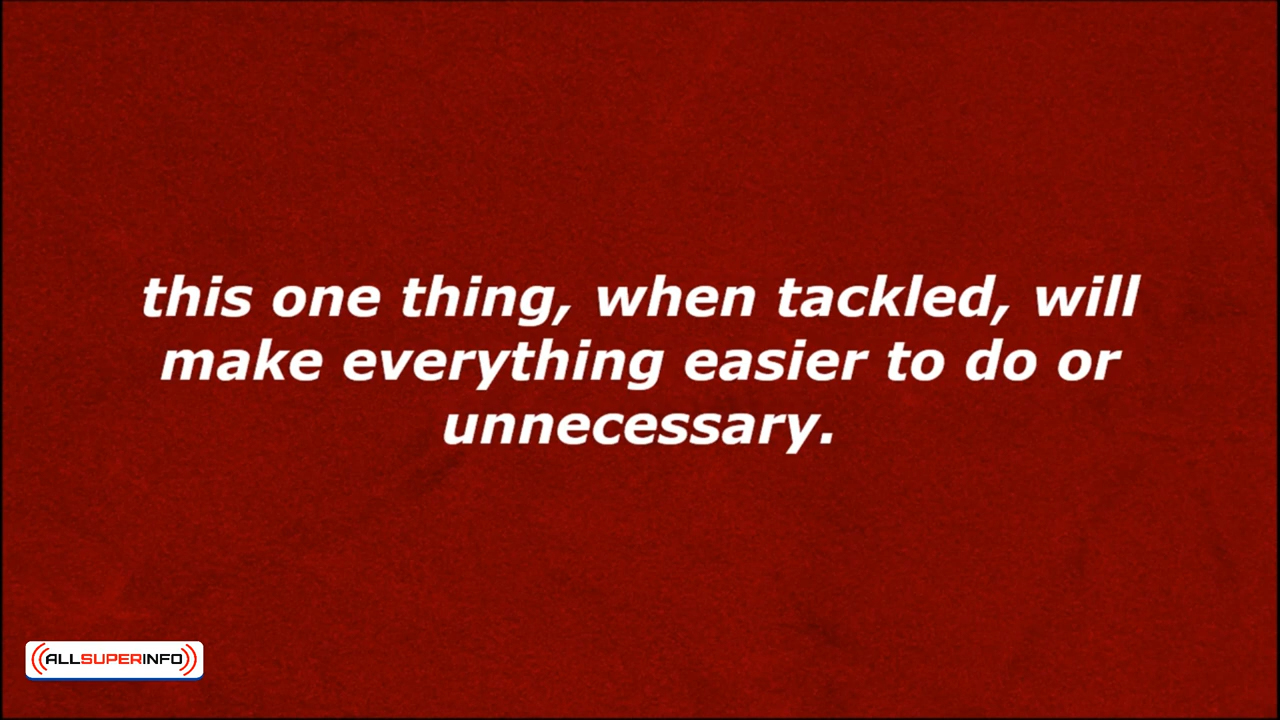 this one thing, when tackled, will
make everything easier to do or
unnecessary.
ALLSUPERINFO